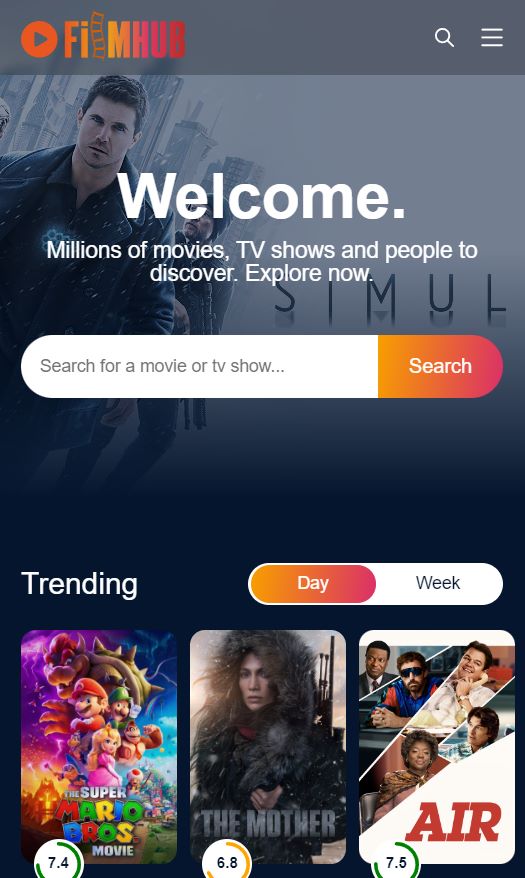 FiLMHUB
Welcome.
Millions of movies, TV shows and people to
discover. Explore now.
SIMUL
Search for a movie or tv show...
Search
Trending
Day
Week
THE SUPER
MARIO
BROS.
MOVIE
THE MOTHER
AIR
7.4
6.8
7.5